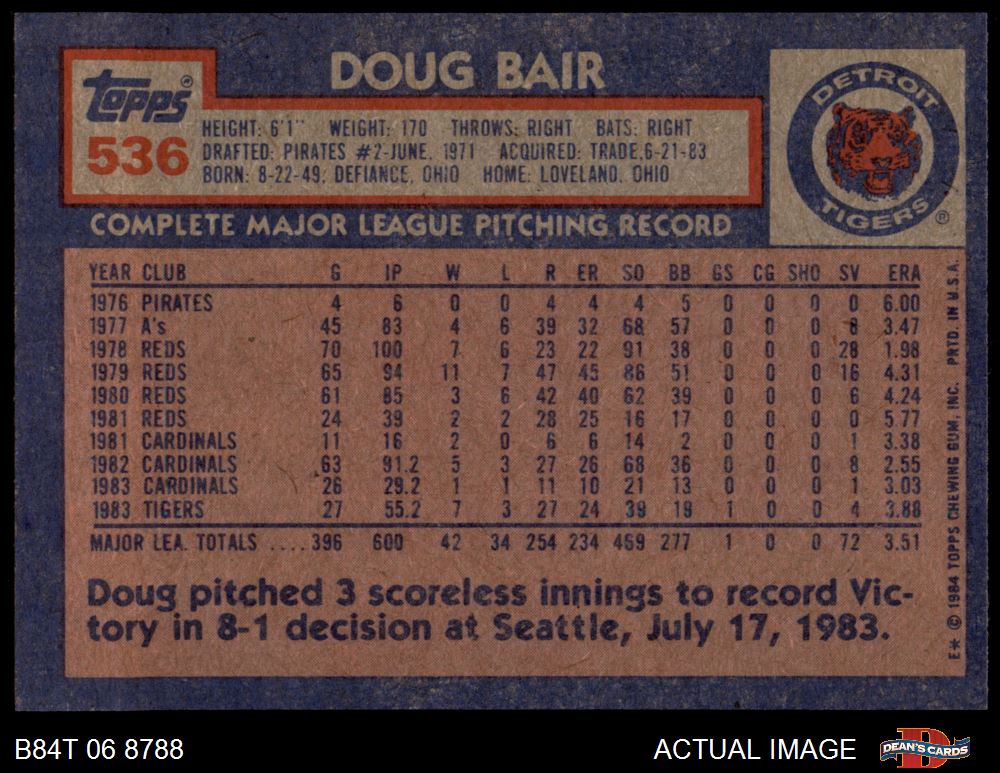 DOUG BAIR
Topps®
536
HEIGHT: 6'1" WEIGHT: 170 THROWS: RIGHT BATS: RIGHT
DRAFTED: PIRATES #2-JUNE, 1971 ACQUIRED: TRADE,6-21-83
BORN: 8-22-49, DEFIANCE, OHIO HOME: LOVELAND, OHIO
DETROIT
TIGERS®
COMPLETE MAJOR LEAGUE PITCHING RECORD
YEAR CLUB G IP W L R ER SO BB GS CG SHO SV ERA
1976 PIRATES 4 6 0 0 4 4 4 5 0 0 0 0 6.00
1977 A's 45 83 4 6 39 32 68 57 0 0 0 8 3.47
1978 REDS 70 100 7 6 23 22 91 38 0 0 0 28 1.98
1979 REDS 65 94 11 7 47 45 86 51 0 0 0 16 4.31
1980 REDS 61 85 3 6 42 40 62 39 0 0 0 6 4.24
1981 REDS 24 39 2 2 28 25 16 17 0 0 0 0 5.77
1981 CARDINALS 11 16 2 0 6 6 14 2 0 0 0 1 3.38
1982 CARDINALS 63 91.2 5 3 27 26 68 36 0 0 0 8 2.55
1983 CARDINALS 26 29.2 1 1 11 10 21 13 0 0 0 1 3.03
1983 TIGERS 27 55.2 7 3 27 24 39 19 1 0 0 4 3.88
MAJOR LEA. TOTALS ....396 600 42 34 254 234 469 277 1 0 0 72 3.51
Doug pitched 3 scoreless innings to record Vic-
tory in 8-1 decision at Seattle, July 17, 1983.
E* © 1984 TOPPS CHEWING GUM, INC. PRTD. IN U.S.A.
B84T 06 8788
ACTUAL IMAGE
B
DEAN'S CARDS